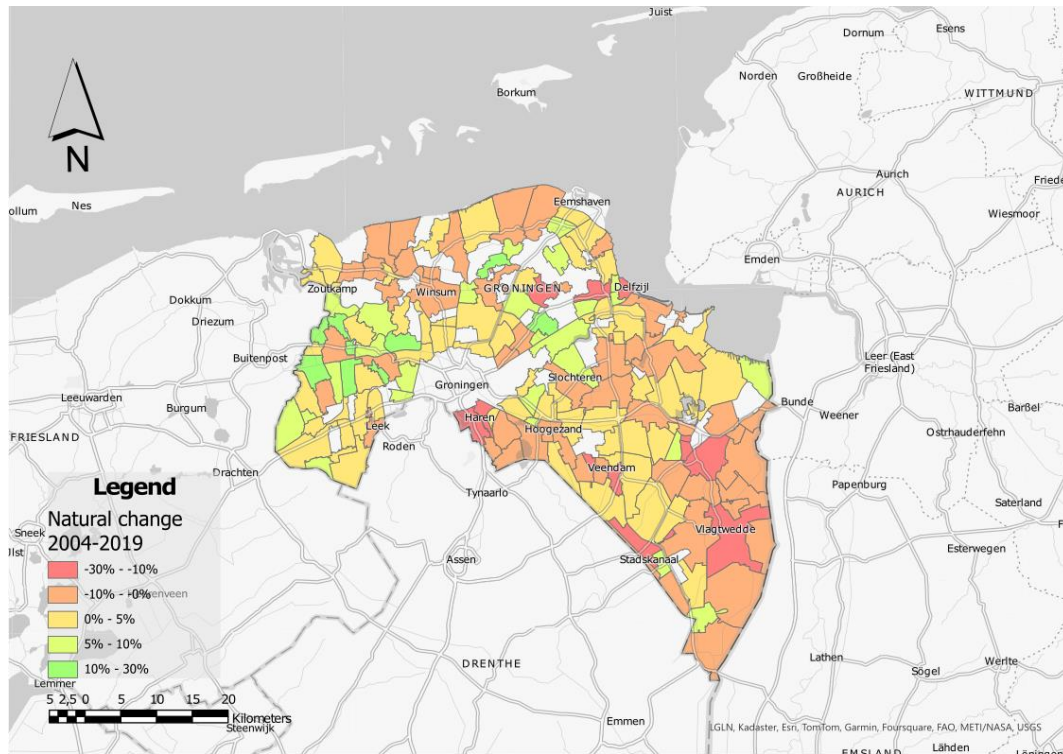 Juist
Dornum
Esens
Norden
Großheide
Borkum
WITTMUND
N
Nes
ollum
Aurich
AURICH
Friede
Wiesmoor
Eemshaven
Emden
Zoutkamp
Winsum
GRONINGEN
Delfzijl
Dokkum
Driezum
Buitenpost
Leer (East
Friesland)
Groningen
Slochteren
Leeuwarden
Burgum
Bunde
Weener
Barßel
FRIESLAND
Leek
Haren
Hoogezand
Ostrhauderfehn
Roden
Drachten
Veendam
Tynaarlo
Papenburg
Saterland
Legend
Natural change
2004-2019
Sneek
IJlst
Vlagtwedde
Esterwegen
Assen
Stadskanaal
-30% - -10%
-10% - -0%
0% - 5%
5% - 10%
10% - 30%
DRENTHE
Lathen
Sögel
Werlte
Lemmer
5 2,5 0 5 10 15 20
Kilometers
Steenwijk
Emmen
LGLN, Kadaster, Esri, TomTom, Garmin, Foursquare, FAO, METI/NASA, USGS
EMSLAND
Lähden